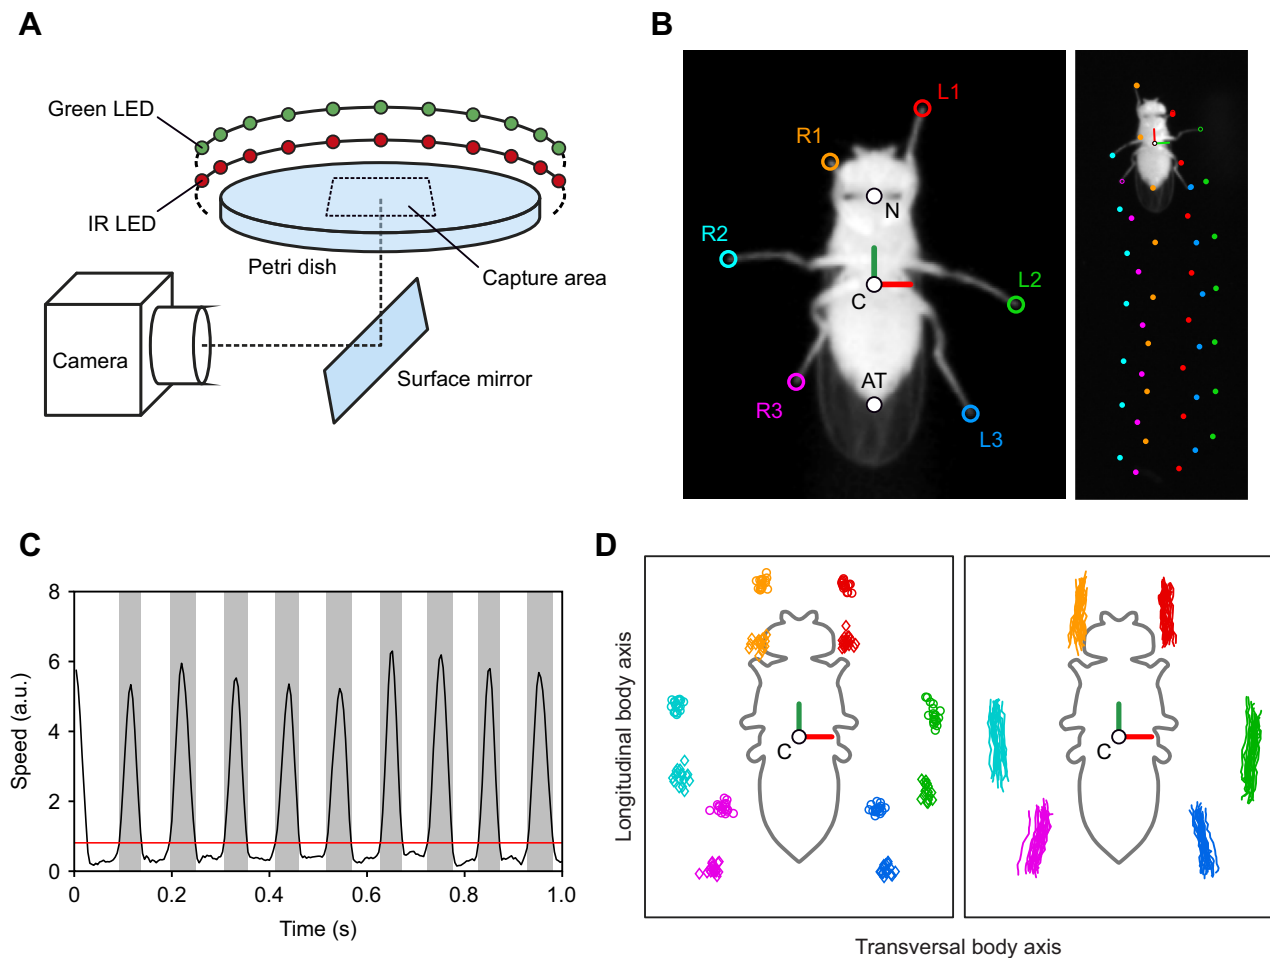 A
Green LED
IR LED
Petri dish
Capture area
Camera
Surface mirror
B
L1
R1
N
R2
C
L2
AT
R3
L3
C
8
6
4
2
0
Speed (a.u.)
0
0.2
0.4
0.6
0.8
1.0
Time (s)
D
Longitudinal body axis
C
C
Transversal body axis